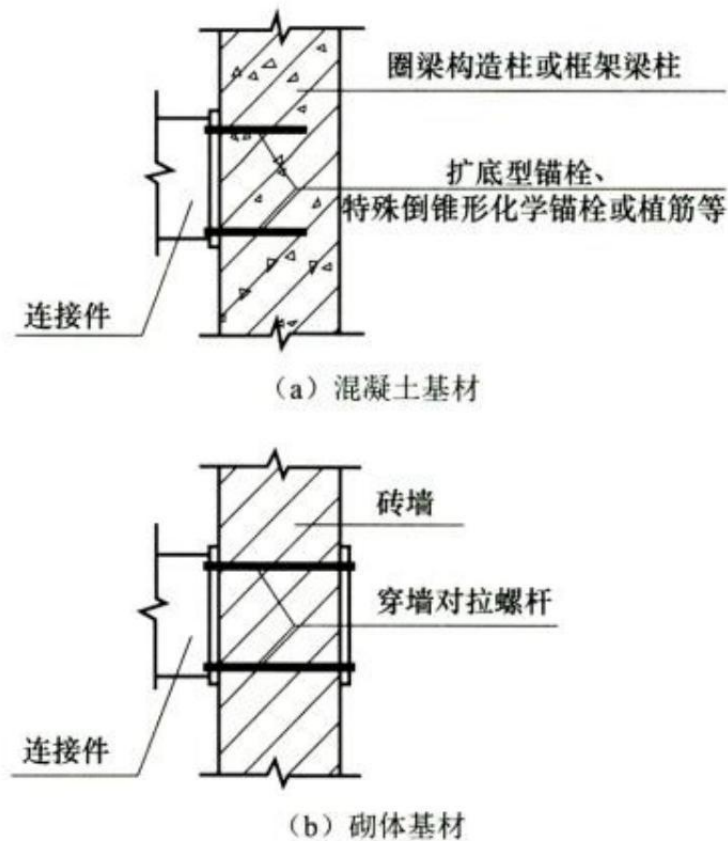 圈梁构造柱或框架梁柱
扩底型锚栓、
特殊倒锥形化学锚栓或植筋等
连接件
（a）混凝土基材
砖墙
穿墙对拉螺杆
连接件
（b）砌体基材